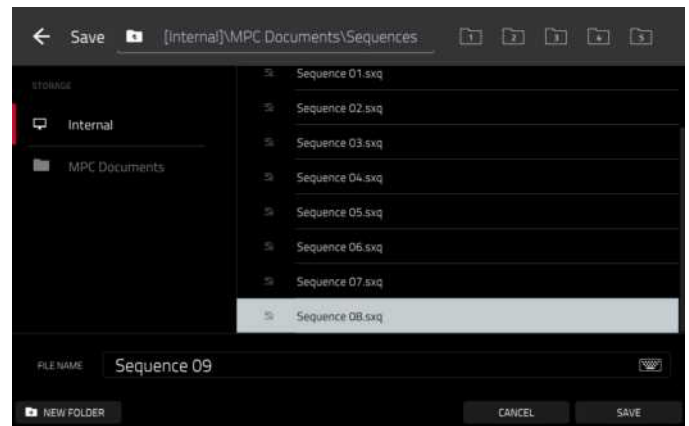 Save [Internal]\MPC Documents\Sequences 1 2 3 4 5
STORAGE
Internal
MPC Documents
Sequence 01.sxq
Sequence 02.sxq
Sequence 03.sxq
Sequence 04.sxq
Sequence 05.sxq
Sequence 06.sxq
Sequence 07.sxq
Sequence 08.sxq
FILE NAME Sequence 09
NEW FOLDER CANCEL SAVE